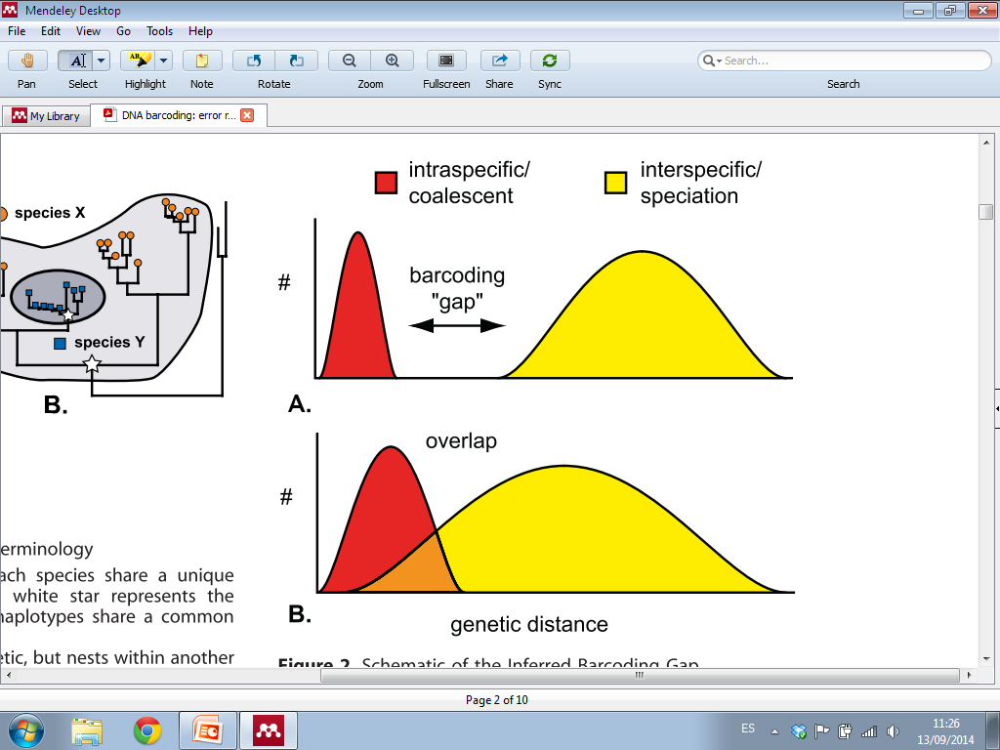 Mendeley Desktop
File Edit View Go Tools Help
Pan Select Highlight Note Rotate Zoom Fullscreen Share Sync
Search...
Search
My Library
DNA barcoding: error r...
species X
species Y
B.
erminology
ach species share a unique
white star represents the
haplotypes share a common
etic, but nests within another
intraspecific/
coalescent
interspecific/
speciation
#
barcoding
"gap"
A.
overlap
#
B.
genetic distance
Figure 2 Schematic of the Inferred Barcoding Gap
Page 2 of 10
ES
11:26
13/09/2014